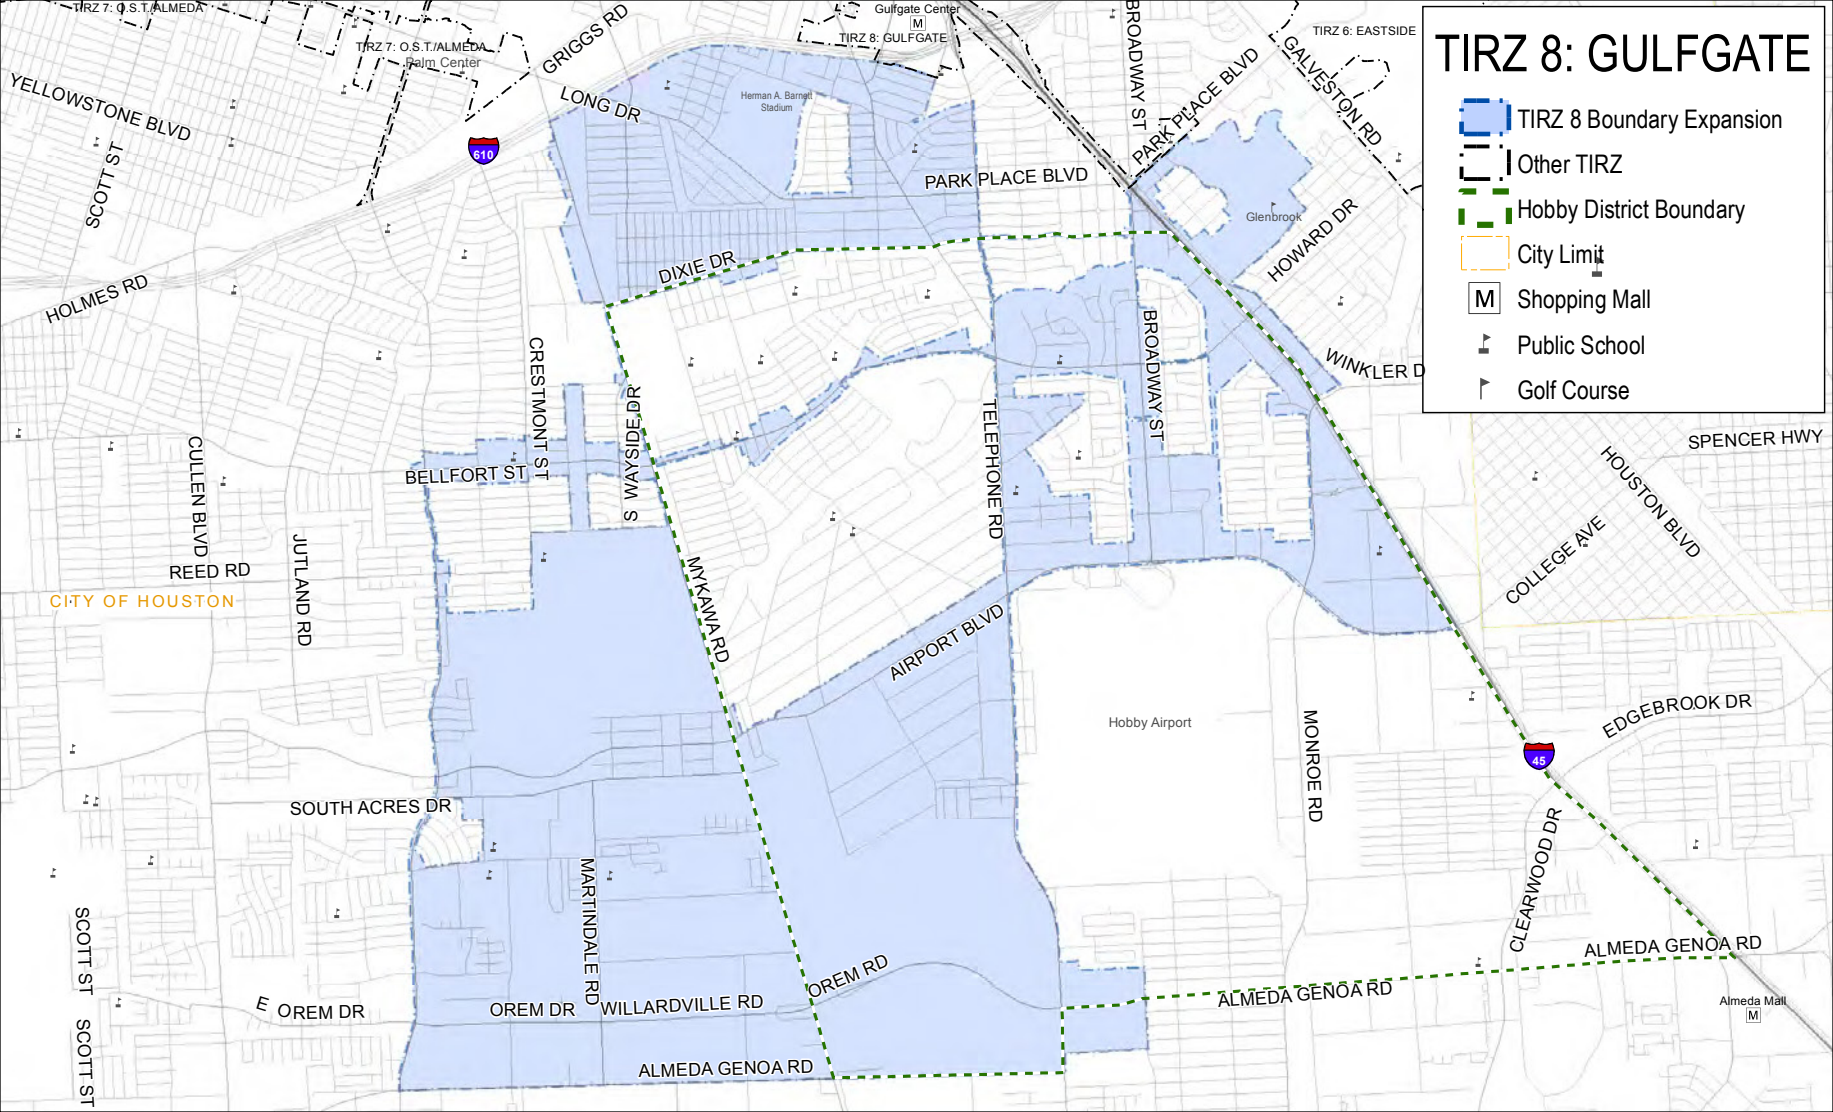 TIRZ 7: O.S.T./ALMEDA
TIRZ 7: O.S.T./ALMEDA
Palm Center
GRIGGS RD
Gulfgate Center
M
TIRZ 8: GULFGATE
BROADWAY ST
PARK PLACE BLVD
TIRZ 6: EASTSIDE
GALVESTON RD
TIRZ 8: GULFGATE
TIRZ 8 Boundary Expansion
Other TIRZ
Hobby District Boundary
City Limit
M
Shopping Mall
Public School
Golf Course
YELLOWSTONE BLVD
SCOTT ST
610
LONG DR
Herman A. Barnett
Stadium
PARK PLACE BLVD
Glenbrook
HOWARD DR
HOLMES RD
DIXIE DR
CRESTMONT ST
S WAYSIDE DR
BROADWAY ST
WINKLER D
TELEPHONE RD
BELLFORT ST
CULLEN BLVD
SPENCER HWY
HOUSTON BLVD
COLLEGE AVE
REED RD
JUTLAND RD
CITY OF HOUSTON
MYKAWA RD
AIRPORT BLVD
Hobby Airport
MONROE RD
EDGEBROOK DR
45
SOUTH ACRES DR
MARTINDALE RD
CLEARWOOD DR
SCOTT ST
E OREM DR
OREM DR
WILLARDVILLE RD
OREM RD
ALMEDA GENOA RD
ALMEDA GENOA RD
Almeda Mall
M
SCOTT ST
ALMEDA GENOA RD